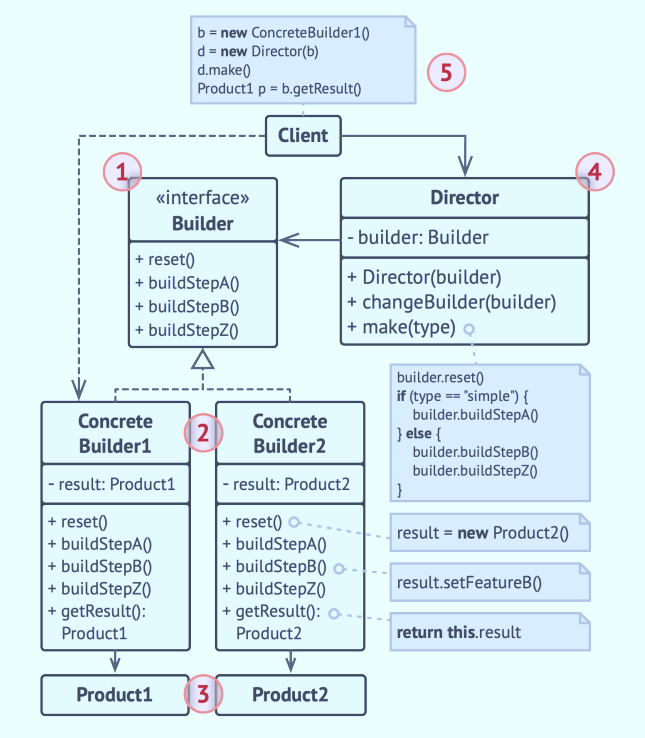 b = new ConcreteBuilder1()
d = new Director(b)
d.make()
Product1 p = b.getResult()
5
Client
1
«interface»
Builder
+ reset()
+ buildStepA()
+ buildStepB()
+ buildStepZ()
4
Director
- builder: Builder
+ Director(builder)
+ changeBuilder(builder)
+ make(type)
builder.reset()
if (type == "simple") {
builder.buildStepA()
} else {
builder.buildStepB()
builder.buildStepZ()
}
Concrete
Builder1
- result: Product1
+ reset()
+ buildStepA()
+ buildStepB()
+ buildStepZ()
+ getResult():
Product1
2
Concrete
Builder2
- result: Product2
+ reset()
+ buildStepA()
+ buildStepB()
+ buildStepZ()
+ getResult():
Product2
result = new Product2()
result.setFeatureB()
return this.result
Product1
3
Product2